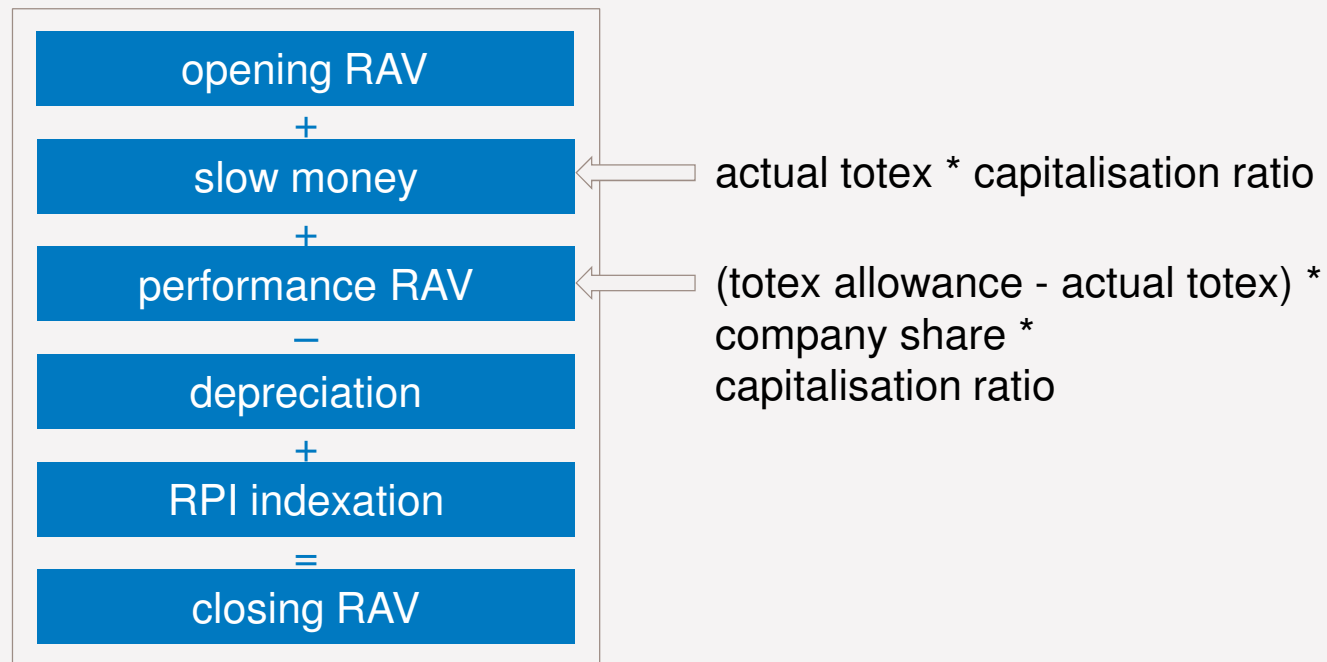 opening RAV
+
slow money
actual totex * capitalisation ratio
+
performance RAV
(totex allowance - actual totex) *
company share *
capitalisation ratio
–
depreciation
+
RPI indexation
=
closing RAV